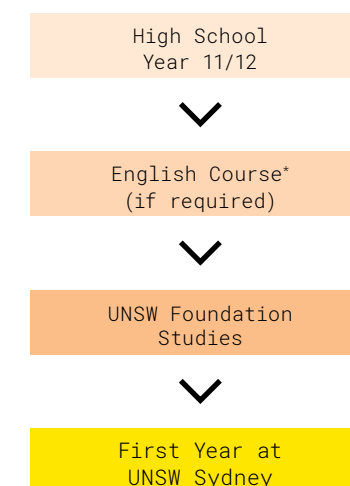 High School
Year 11/12
English Course*
(if required)
UNSW Foundation
Studies
First Year at
UNSW Sydney